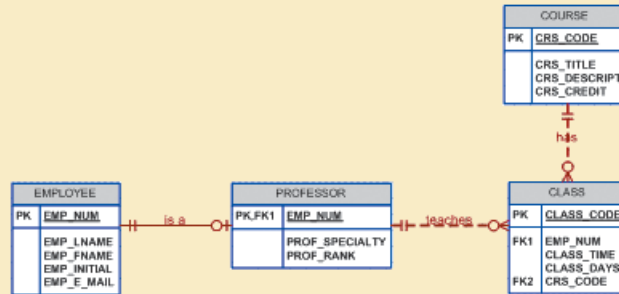 COURSE
PK CRS_CODE
CRS_TITLE
CRS_DESCRIPT
CRS_CREDIT
has
EMPLOYEE
PK EMP_NUM
EMP_LNAME
EMP_FNAME
EMP_INITIAL
EMP_E_MAIL
is a
PROFESSOR
PK,FK1 EMP_NUM
PROF_SPECIALTY
PROF_RANK
teaches
CLASS
PK CLASS_CODE
FK1 EMP_NUM
CLASS_TIME
CLASS_DAYS
FK2 CRS_CODE